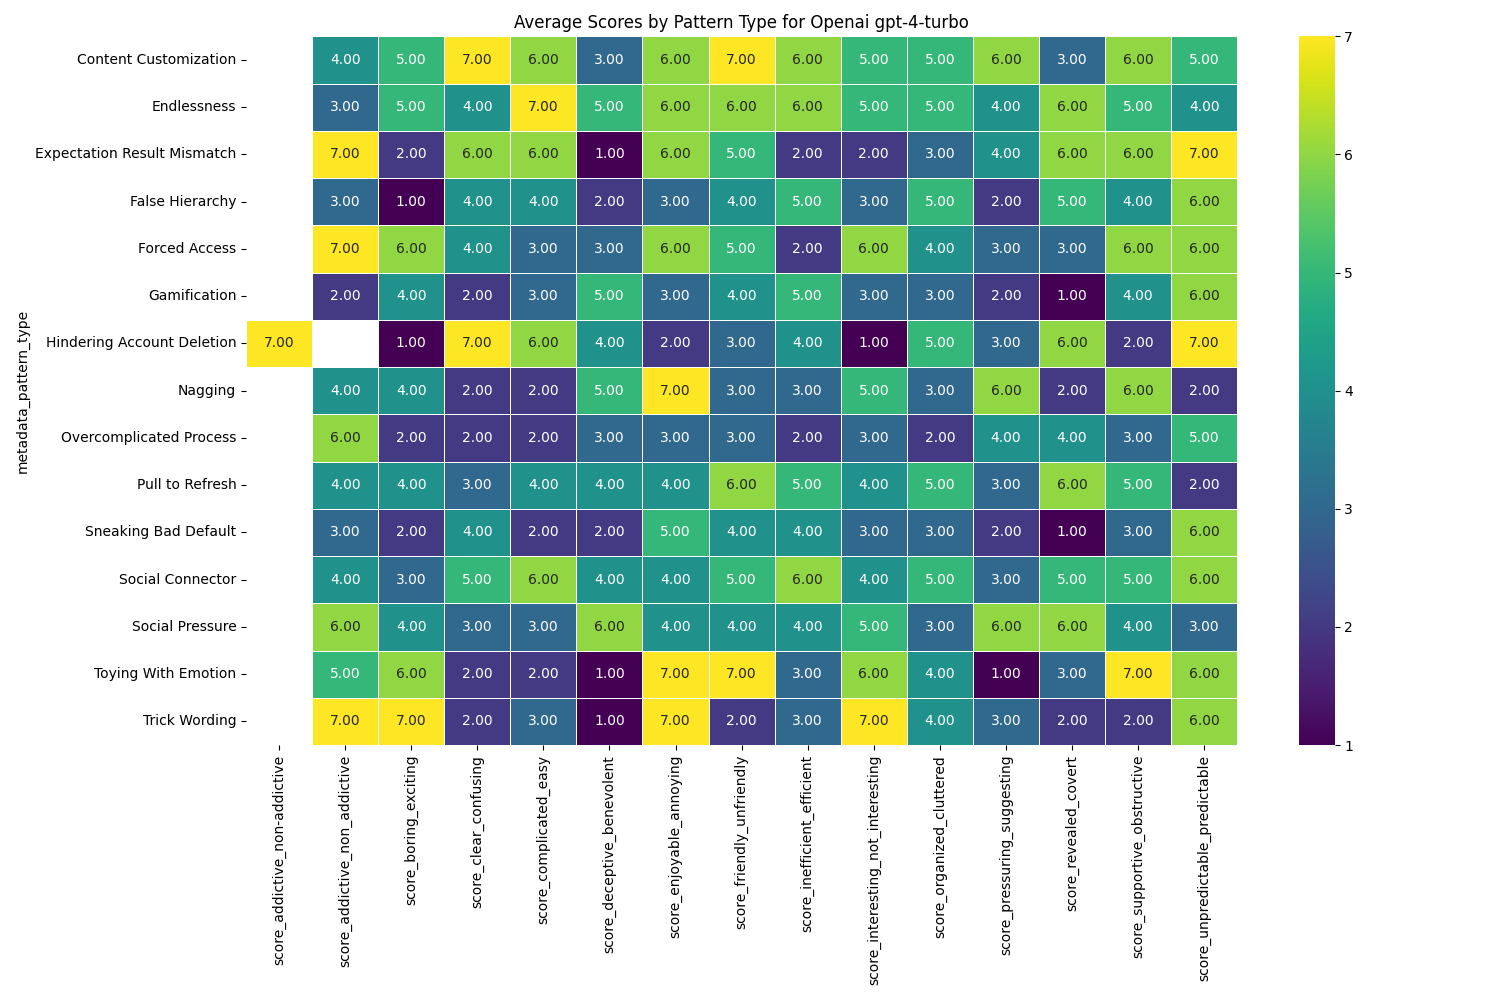 Average Scores by Pattern Type for Openai gpt-4-turbo
metadata_pattern_type
Content Customization 4.00 5.00 7.00 6.00 3.00 6.00 7.00 6.00 5.00 5.00 6.00 3.00 6.00 5.00
Endlessness 3.00 5.00 4.00 7.00 5.00 6.00 6.00 6.00 5.00 5.00 4.00 6.00 5.00 4.00
Expectation Result Mismatch 7.00 2.00 6.00 6.00 1.00 6.00 5.00 2.00 2.00 3.00 4.00 6.00 6.00 7.00
False Hierarchy 3.00 1.00 4.00 4.00 2.00 3.00 4.00 5.00 3.00 5.00 2.00 5.00 4.00 6.00
Forced Access 7.00 6.00 4.00 3.00 3.00 6.00 5.00 2.00 6.00 4.00 3.00 3.00 6.00 6.00
Gamification 2.00 4.00 2.00 3.00 5.00 3.00 4.00 5.00 3.00 3.00 2.00 1.00 4.00 6.00
Hindering Account Deletion 7.00 1.00 7.00 6.00 4.00 2.00 3.00 4.00 1.00 5.00 3.00 6.00 2.00 7.00
Nagging 4.00 4.00 2.00 2.00 5.00 7.00 3.00 3.00 5.00 3.00 6.00 2.00 6.00 2.00
Overcomplicated Process 6.00 2.00 2.00 2.00 3.00 3.00 3.00 2.00 3.00 2.00 4.00 4.00 3.00 5.00
Pull to Refresh 4.00 4.00 3.00 4.00 4.00 4.00 6.00 5.00 4.00 5.00 3.00 6.00 5.00 2.00
Sneaking Bad Default 3.00 2.00 4.00 2.00 2.00 5.00 4.00 4.00 3.00 3.00 2.00 1.00 3.00 6.00
Social Connector 4.00 3.00 5.00 6.00 4.00 4.00 5.00 6.00 4.00 5.00 3.00 5.00 5.00 6.00
Social Pressure 6.00 4.00 3.00 3.00 6.00 4.00 4.00 4.00 5.00 3.00 6.00 6.00 4.00 3.00
Toying With Emotion 5.00 6.00 2.00 2.00 1.00 7.00 7.00 3.00 6.00 4.00 1.00 3.00 7.00 6.00
Trick Wording 7.00 7.00 2.00 3.00 1.00 7.00 2.00 3.00 7.00 4.00 3.00 2.00 2.00 6.00
score_addictive_non-addictive
score_addictive_non_addictive
score_boring_exciting
score_clear_confusing
score_complicated_easy
score_deceptive_benevolent
score_enjoyable_annoying
score_friendly_unfriendly
score_inefficient_efficient
score_interesting_not_interesting
score_organized_cluttered
score_pressuring_suggesting
score_revealed_covert
score_supportive_obstructive
score_unpredictable_predictable
7
6
5
4
3
2
1